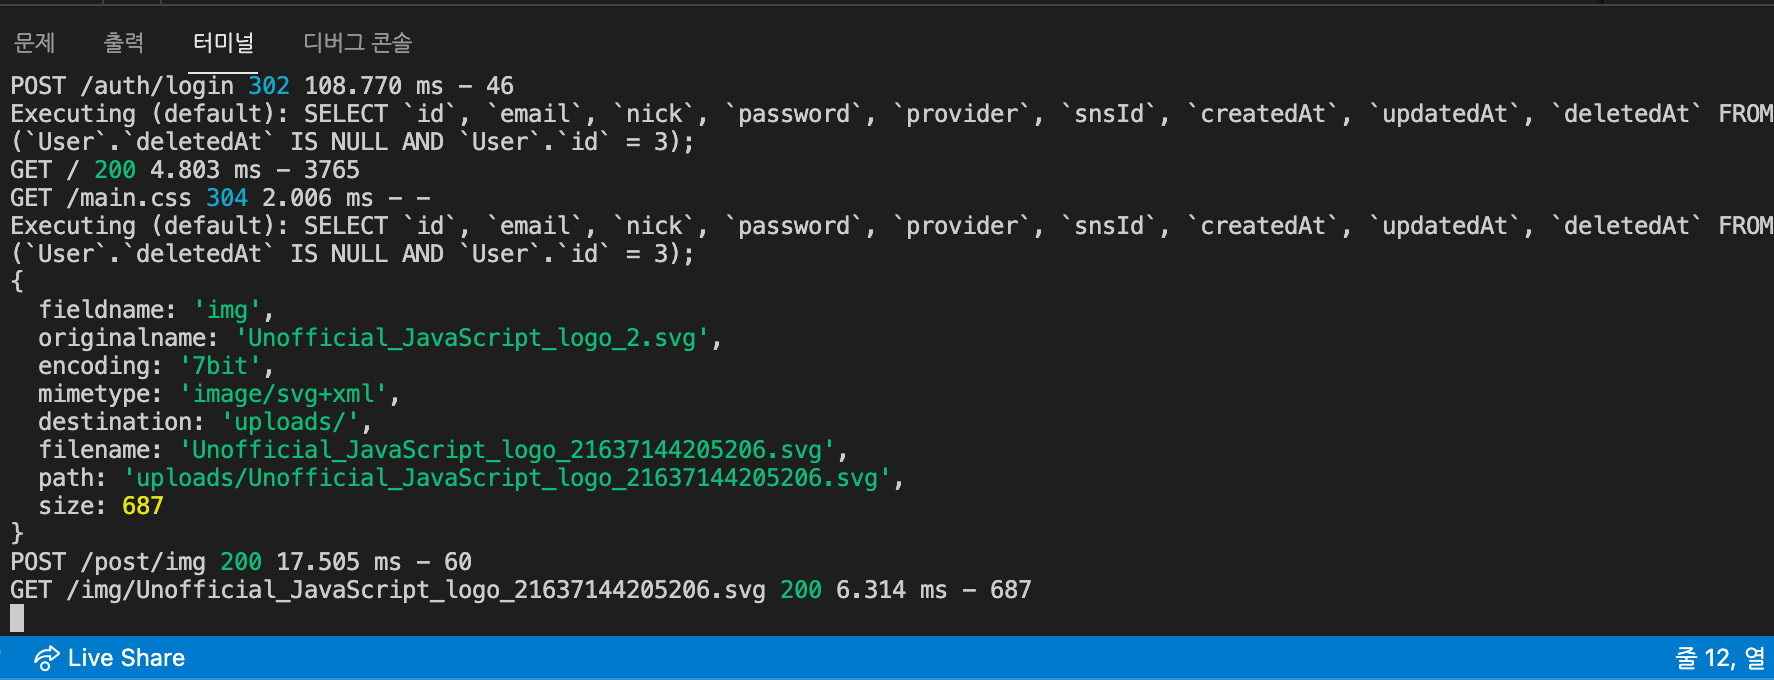 문제 출력 터미널 디버그 콘솔
POST /auth/login 302 108.770 ms - 46
Executing (default): SELECT `id`, `email`, `nick`, `password`, `provider`, `snsId`, `createdAt`, `updatedAt`, `deletedAt` FROM
(`User`.`deletedAt` IS NULL AND `User`.`id` = 3);
GET / 200 4.803 ms - 3765
GET /main.css 304 2.006 ms - -
Executing (default): SELECT `id`, `email`, `nick`, `password`, `provider`, `snsId`, `createdAt`, `updatedAt`, `deletedAt` FROM
(`User`.`deletedAt` IS NULL AND `User`.`id` = 3);
{
  fieldname: 'img',
  originalname: 'Unofficial_JavaScript_logo_2.svg',
  encoding: '7bit',
  mimetype: 'image/svg+xml',
  destination: 'uploads/',
  filename: 'Unofficial_JavaScript_logo_21637144205206.svg',
  path: 'uploads/Unofficial_JavaScript_logo_21637144205206.svg',
  size: 687
}
POST /post/img 200 17.505 ms - 60
GET /img/Unofficial_JavaScript_logo_21637144205206.svg 200 6.314 ms - 687
Live Share 줄 12, 열